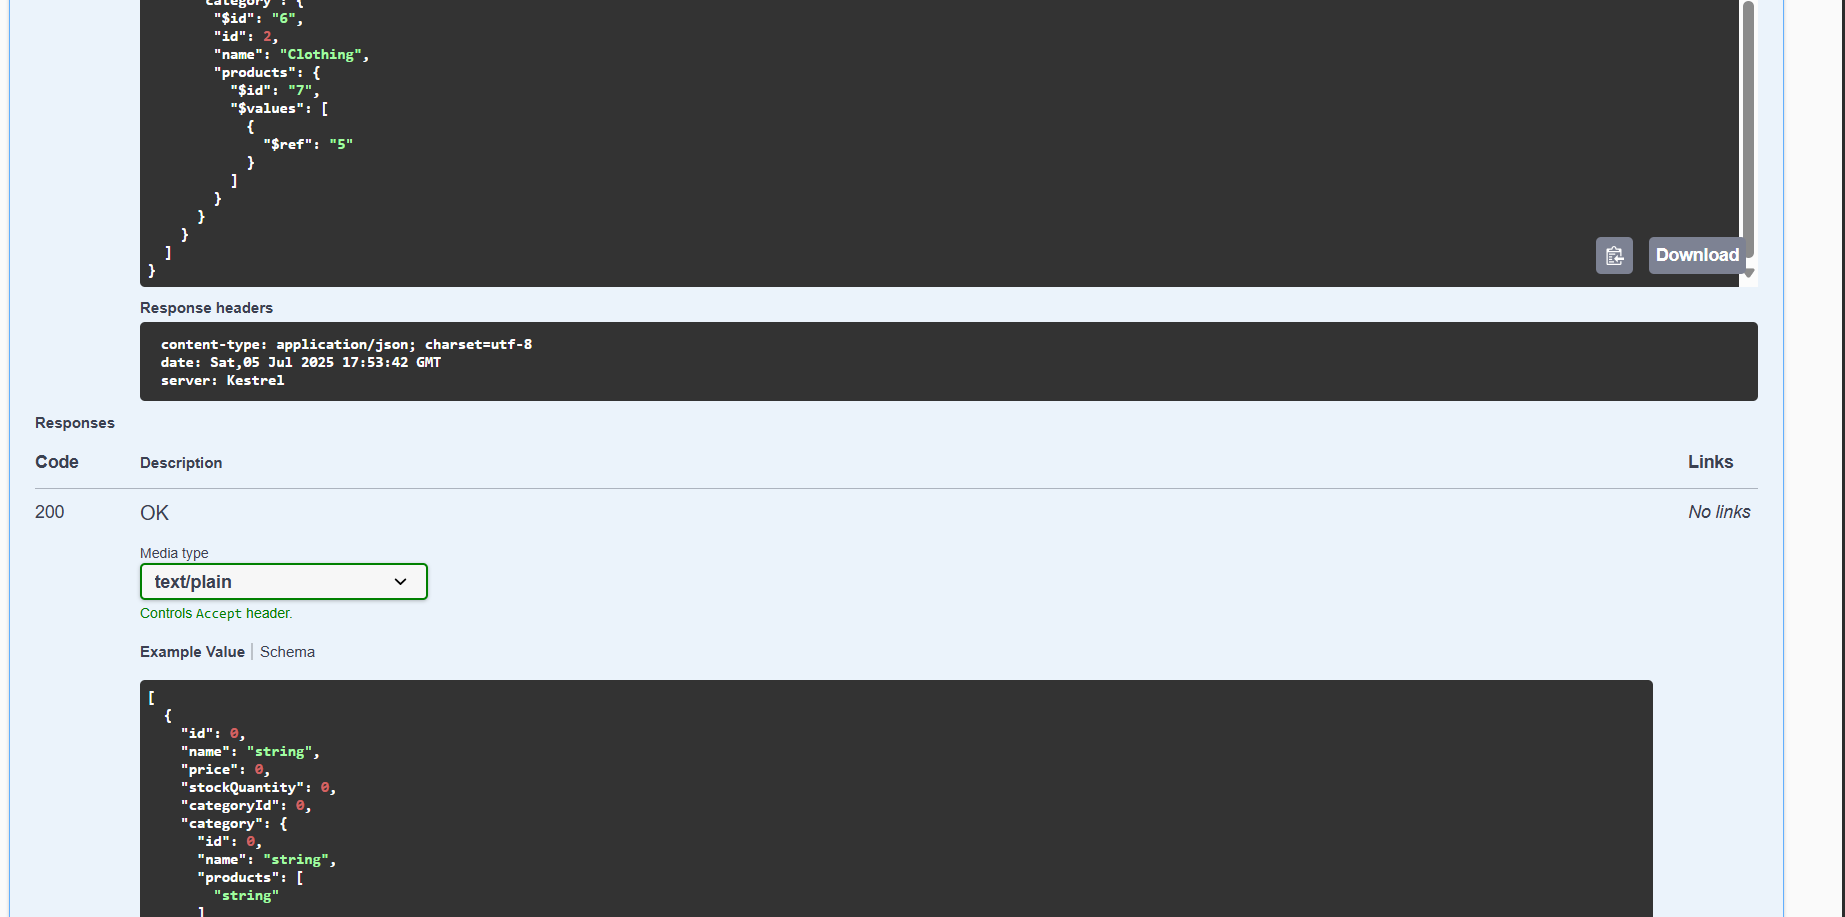 "category": {
"$id": "6",
"id": 2,
"name": "Clothing",
"products": {
"$id": "7",
"$values": [
{
"$ref": "5"
}
]
}
}
}
]
}
Download
Response headers
content-type: application/json; charset=utf-8
date: Sat,05 Jul 2025 17:53:42 GMT
server: Kestrel
Responses
Code Description Links
200 OK No links
Media type
text/plain
Controls Accept header.
Example Value | Schema
[
{
"id": 0,
"name": "string",
"price": 0,
"stockQuantity": 0,
"categoryId": 0,
"category": {
"id": 0,
"name": "string",
"products": [
"string"
]